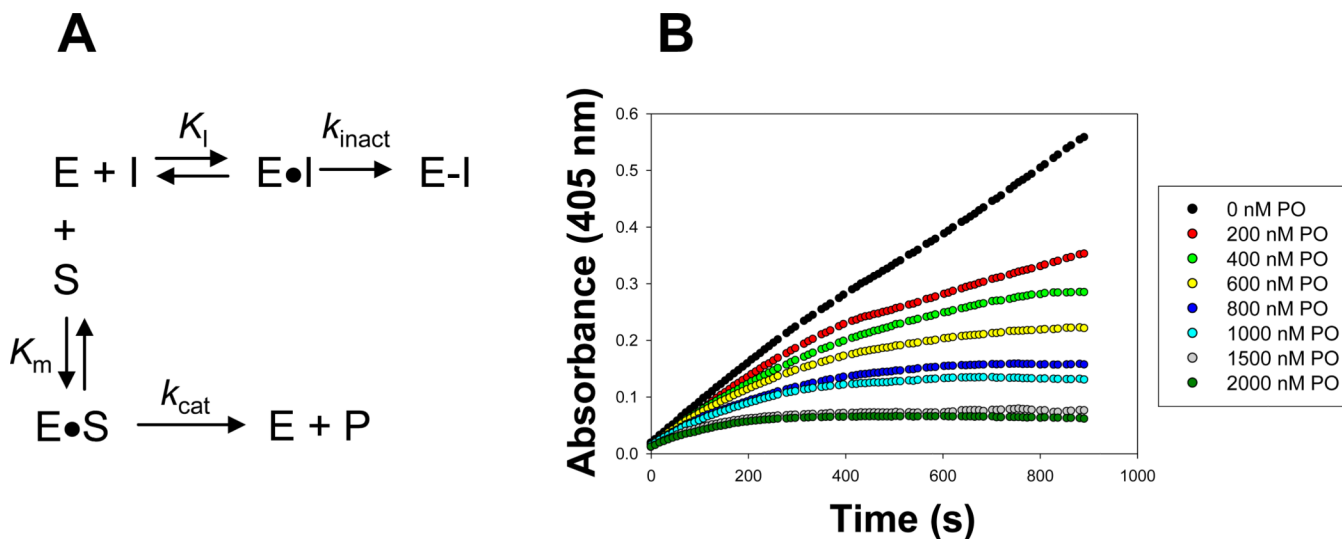 A
K_I
k_inact
E + I
E●I
E-I
+
S
K_m
k_cat
E●S
E + P
B
Absorbance (405 nm)
0.6
0.5
0.4
0.3
0.2
0.1
0.0
0
200
400
600
800
1000
Time (s)
0 nM PO
200 nM PO
400 nM PO
600 nM PO
800 nM PO
1000 nM PO
1500 nM PO
2000 nM PO